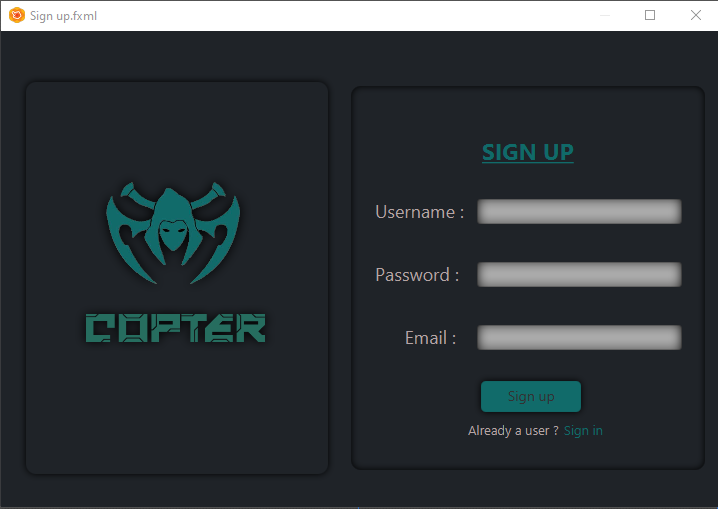 Sign up.fxml
COPTER
SIGN UP
Username :
Password :
Email :
Sign up
Already a user ? Sign in